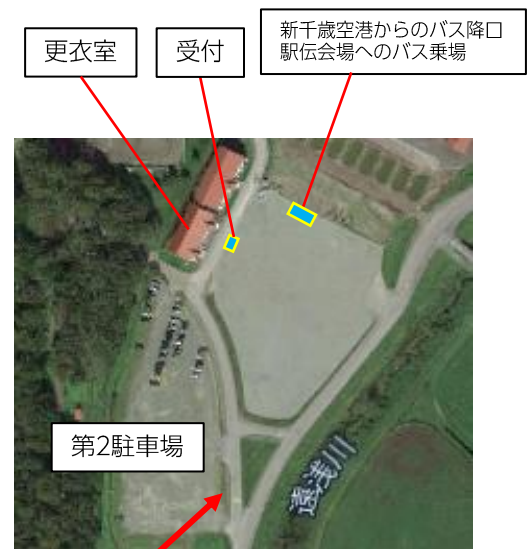 更衣室
受付
新千歳空港からのバス降口
駅伝会場へのバス乗場
第2駐車場
遠浅川